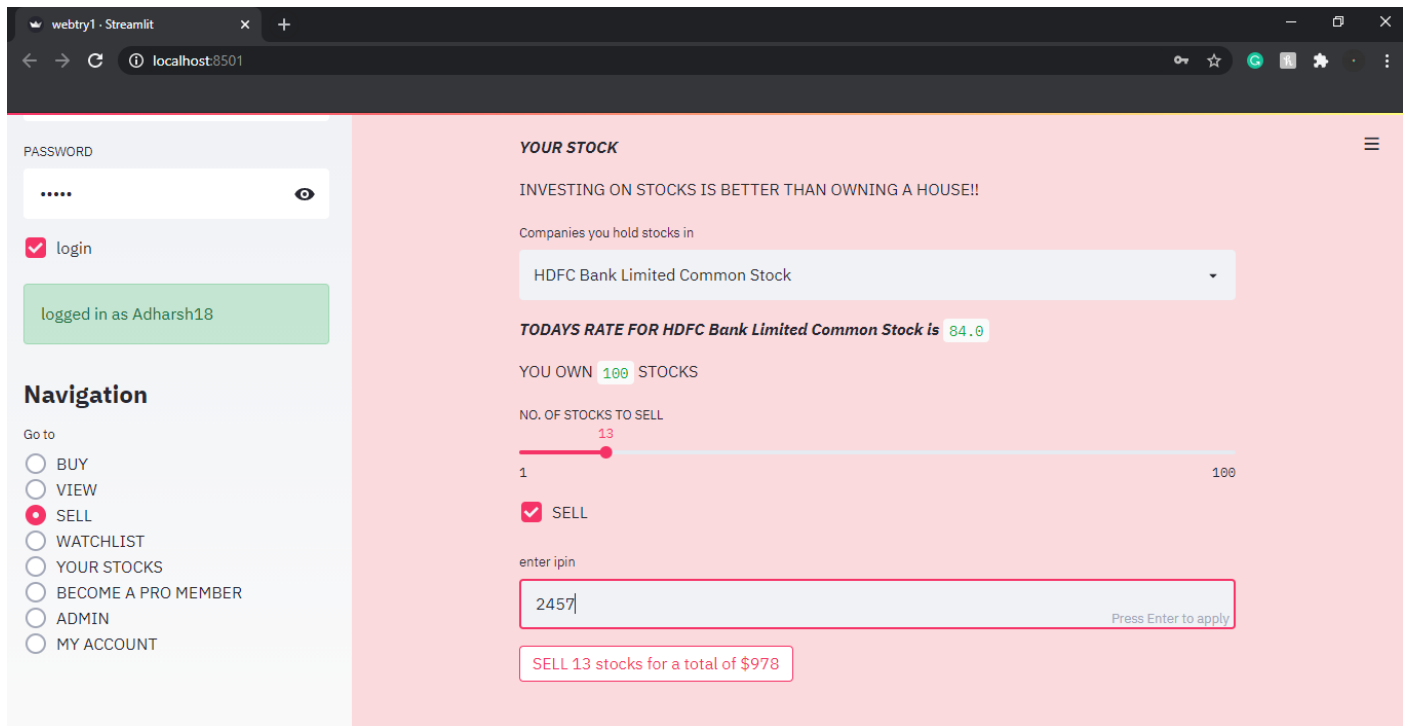 webtry1 · Streamlit
localhost:8501
PASSWORD
•••••
login
logged in as Adharsh18
Navigation
Go to
BUY
VIEW
SELL
WATCHLIST
YOUR STOCKS
BECOME A PRO MEMBER
ADMIN
MY ACCOUNT
YOUR STOCK
INVESTING ON STOCKS IS BETTER THAN OWNING A HOUSE!!
Companies you hold stocks in
HDFC Bank Limited Common Stock
TODAYS RATE FOR HDFC Bank Limited Common Stock is 84.0
YOU OWN 100 STOCKS
NO. OF STOCKS TO SELL
13
1 100
SELL
enter ipin
2457
Press Enter to apply
SELL 13 stocks for a total of $978